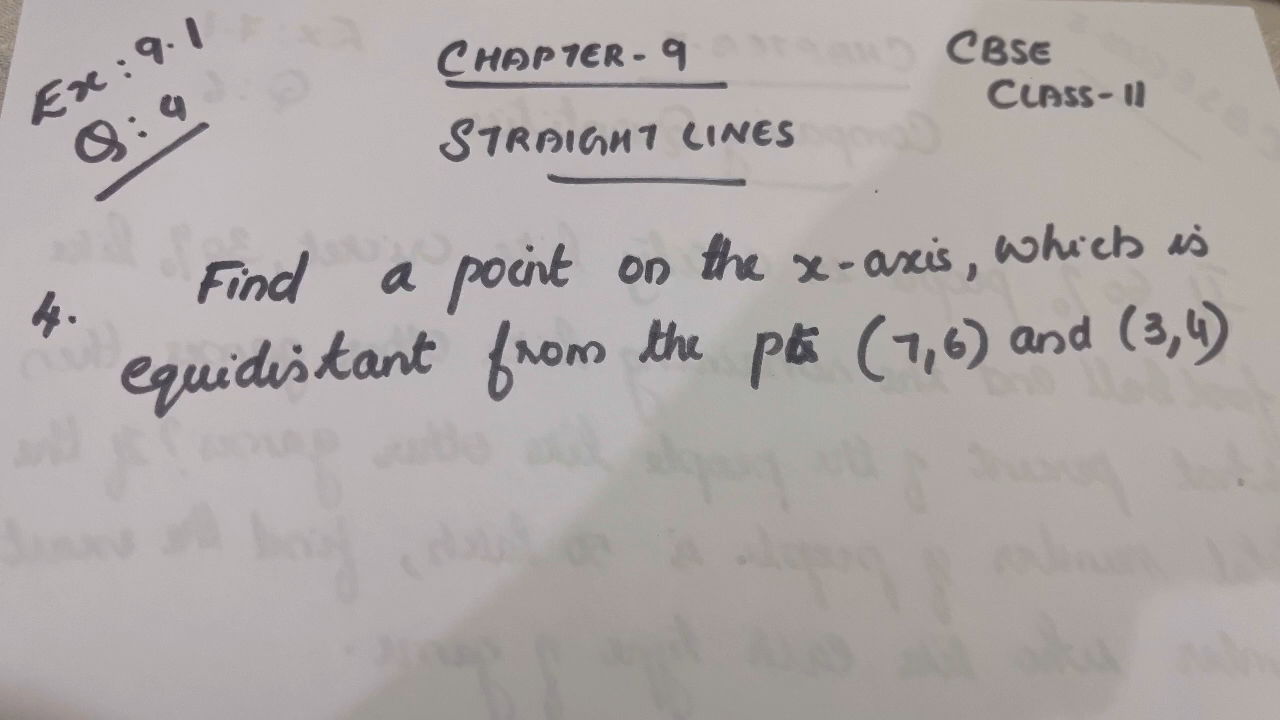 Ex: 9.1
Q: 4
CHAPTER-9
STRAIGHT LINES
CBSE
CLASS-11
4. Find a point on the x-axis, which is
equidistant from the pts (7,6) and (3,4)